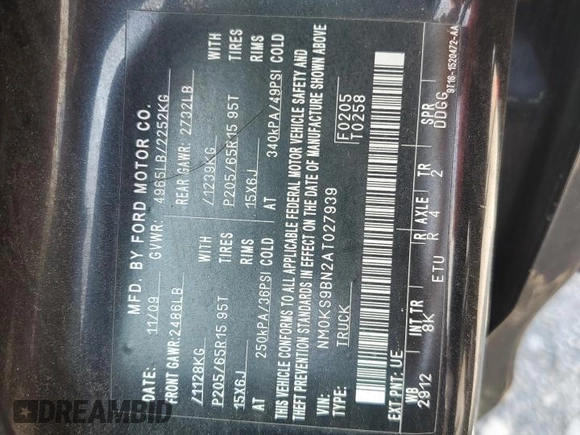 MFD. BY FORD MOTOR CO.
DATE: 11/09 GVWR: 4965LB/2252KG
FRONT GAWR: 2486LB REAR GAWR: 2732LB
/1128KG WITH /1239KG WITH
P205/65R15 95T TIRES P205/65R15 95T TIRES
15X6J RIMS 15X6J RIMS
AT 250kPA/36PSI COLD AT 340kPA/49PSI COLD
THIS VEHICLE CONFORMS TO ALL APPLICABLE FEDERAL MOTOR VEHICLE SAFETY AND
THEFT PREVENTION STANDARDS IN EFFECT ON THE DATE OF MANUFACTURE SHOWN ABOVE
VIN: NM0KS9BN2AT027939 F0205
TYPE: TRUCK T0258
EXT PNT: UE
WB INT TR R AXLE TR SPR
2912 8K ETU R 4 2 DDGG
9T16-1520472-AA
DREAMBID